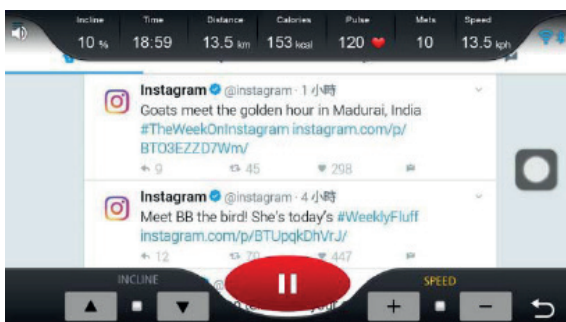 Incline Time Distance Calories Pulse Mets Speed
10 % 18:59 13.5 km 153 kcal 120 10 13.5 kph
Instagram @instagram · 1 小時
Goats meet the golden hour in Madurai, India
#TheWeekOnInstagram instagram.com/p/
BTO3EZZD7Wm/
9 45 298
Instagram @instagram · 4 小時
Meet BB the bird! She's today's #WeeklyFluff
instagram.com/p/BTUpqkDhVrJ/
12 447
INCLINE SPEED